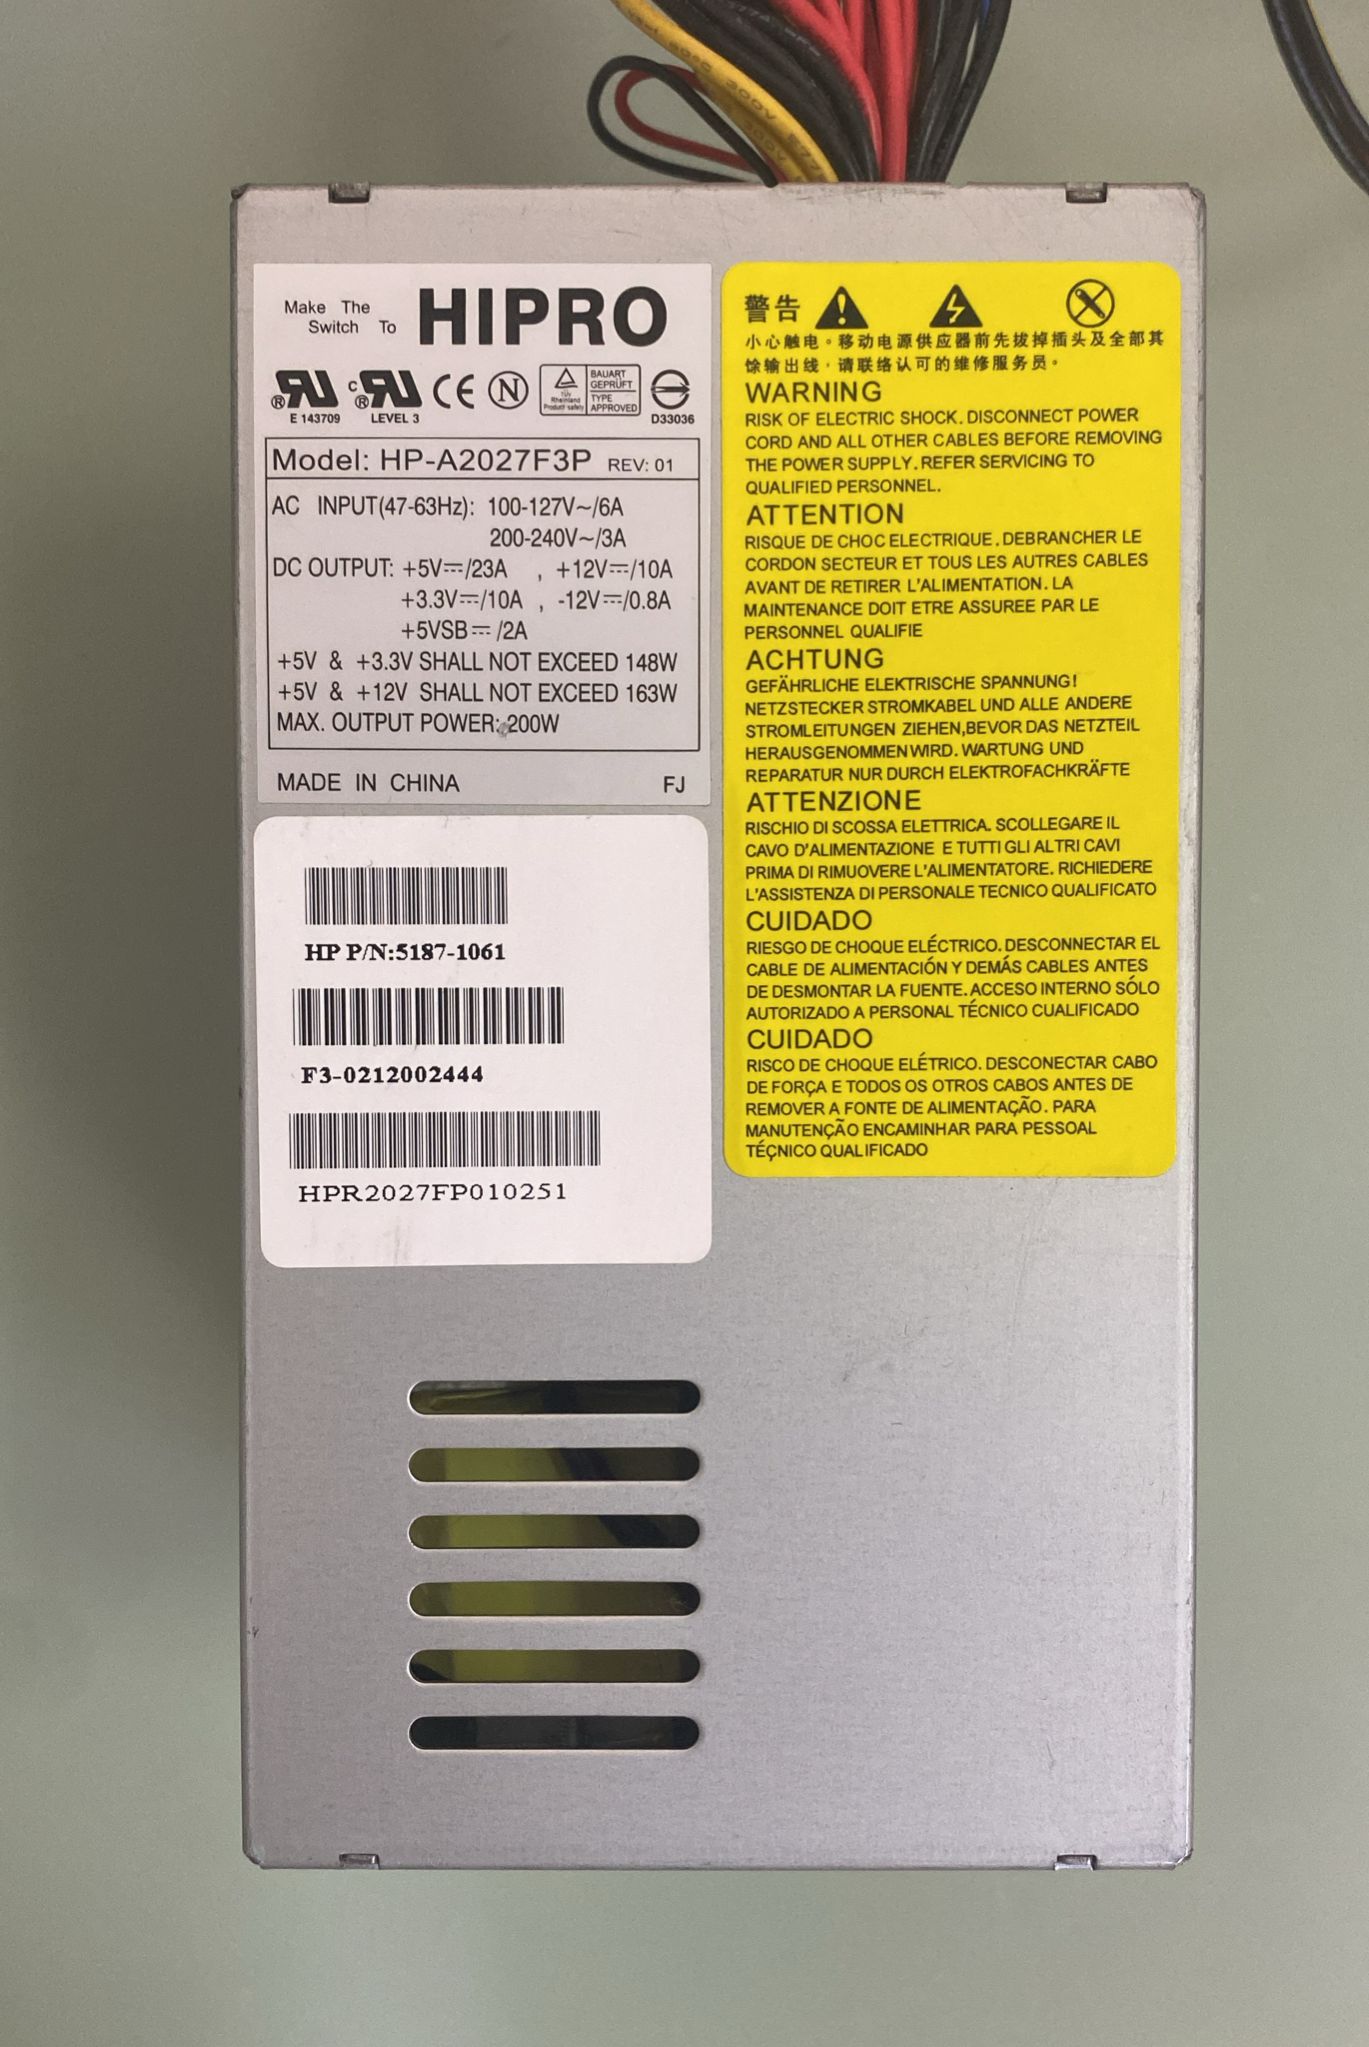 Make The
Switch To
HIPRO
E 143709
LEVEL 3
TÜV
Rheinland
Product safety
BAUART
GEPRÜFT
TYPE
APPROVED
D33036
Model: HP-A2027F3P REV: 01
AC INPUT(47-63Hz): 100-127V~/6A
200-240V~/3A
DC OUTPUT: +5V⎓/23A , +12V⎓/10A
+3.3V⎓/10A , -12V⎓/0.8A
+5VSB⎓ /2A
+5V & +3.3V SHALL NOT EXCEED 148W
+5V & +12V SHALL NOT EXCEED 163W
MAX. OUTPUT POWER: 200W
MADE IN CHINA FJ
HP P/N:5187-1061
F3-0212002444
HPR2027FP010251
警告
小心触电。移动电源供应器前先拔掉插头及全部其
馀输出线，请联络认可的维修服务员。
WARNING
RISK OF ELECTRIC SHOCK. DISCONNECT POWER
CORD AND ALL OTHER CABLES BEFORE REMOVING
THE POWER SUPPLY. REFER SERVICING TO
QUALIFIED PERSONNEL.
ATTENTION
RISQUE DE CHOC ELECTRIQUE. DEBRANCHER LE
CORDON SECTEUR ET TOUS LES AUTRES CABLES
AVANT DE RETIRER L'ALIMENTATION. LA
MAINTENANCE DOIT ETRE ASSUREE PAR LE
PERSONNEL QUALIFIE
ACHTUNG
GEFÄHRLICHE ELEKTRISCHE SPANNUNG!
NETZSTECKER STROMKABEL UND ALLE ANDERE
STROMLEITUNGEN ZIEHEN,BEVOR DAS NETZTEIL
HERAUSGENOMMEN WIRD. WARTUNG UND
REPARATUR NUR DURCH ELEKTROFACHKRÄFTE
ATTENZIONE
RISCHIO DI SCOSSA ELETTRICA. SCOLLEGARE IL
CAVO D'ALIMENTAZIONE E TUTTI GLI ALTRI CAVI
PRIMA DI RIMUOVERE L'ALIMENTATORE. RICHIEDERE
L'ASSISTENZA DI PERSONALE TECNICO QUALIFICATO
CUIDADO
RIESGO DE CHOQUE ELÉCTRICO. DESCONNECTAR EL
CABLE DE ALIMENTACIÓN Y DEMÁS CABLES ANTES
DE DESMONTAR LA FUENTE. ACCESO INTERNO SÓLO
AUTORIZADO A PERSONAL TÉCNICO CUALIFICADO
CUIDADO
RISCO DE CHOQUE ELÉTRICO. DESCONECTAR CABO
DE FORÇA E TODOS OS OTROS CABOS ANTES DE
REMOVER A FONTE DE ALIMENTAÇÃO. PARA
MANUTENÇÃO ENCAMINHAR PARA PESSOAL
TÉÇNICO QUALIFICADO